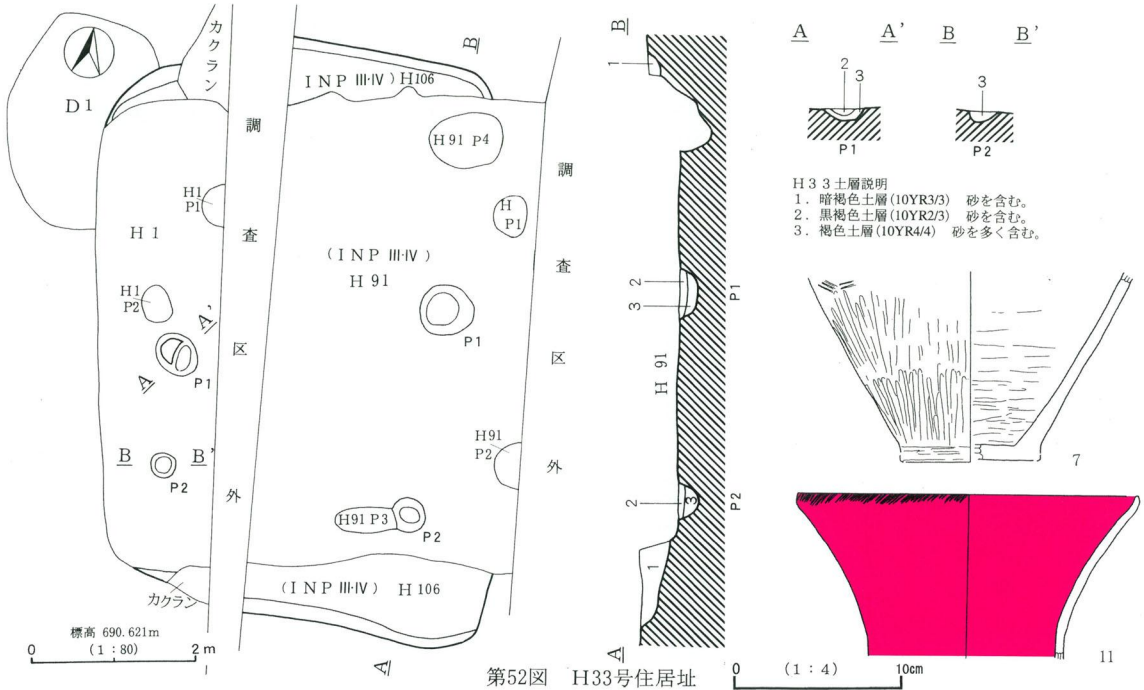 カクラン
D1
調査区外
(INP III·IV) H106
B
H91 P4
調査区外
H1
P1
H
P1
H1
(INP III·IV)
H 91
H1
P2
A'
A
P1
P1
B
B'
P2
H91
P2
H91 P3
P2
カクラン
(INP III·IV) H106
A
標高 690.621m
0 (1：80) 2m
B
1
2
3
P1
H 91
2
3
P2
1
A
A A' B B'
2
3
3
P1
P2
H33土層説明
1. 暗褐色土層(10YR3/3) 砂を含む。
2. 黒褐色土層(10YR2/3) 砂を含む。
3. 褐色土層(10YR4/4) 砂を多く含む。
7
11
0 (1：4) 10cm
第52図 H33号住居址